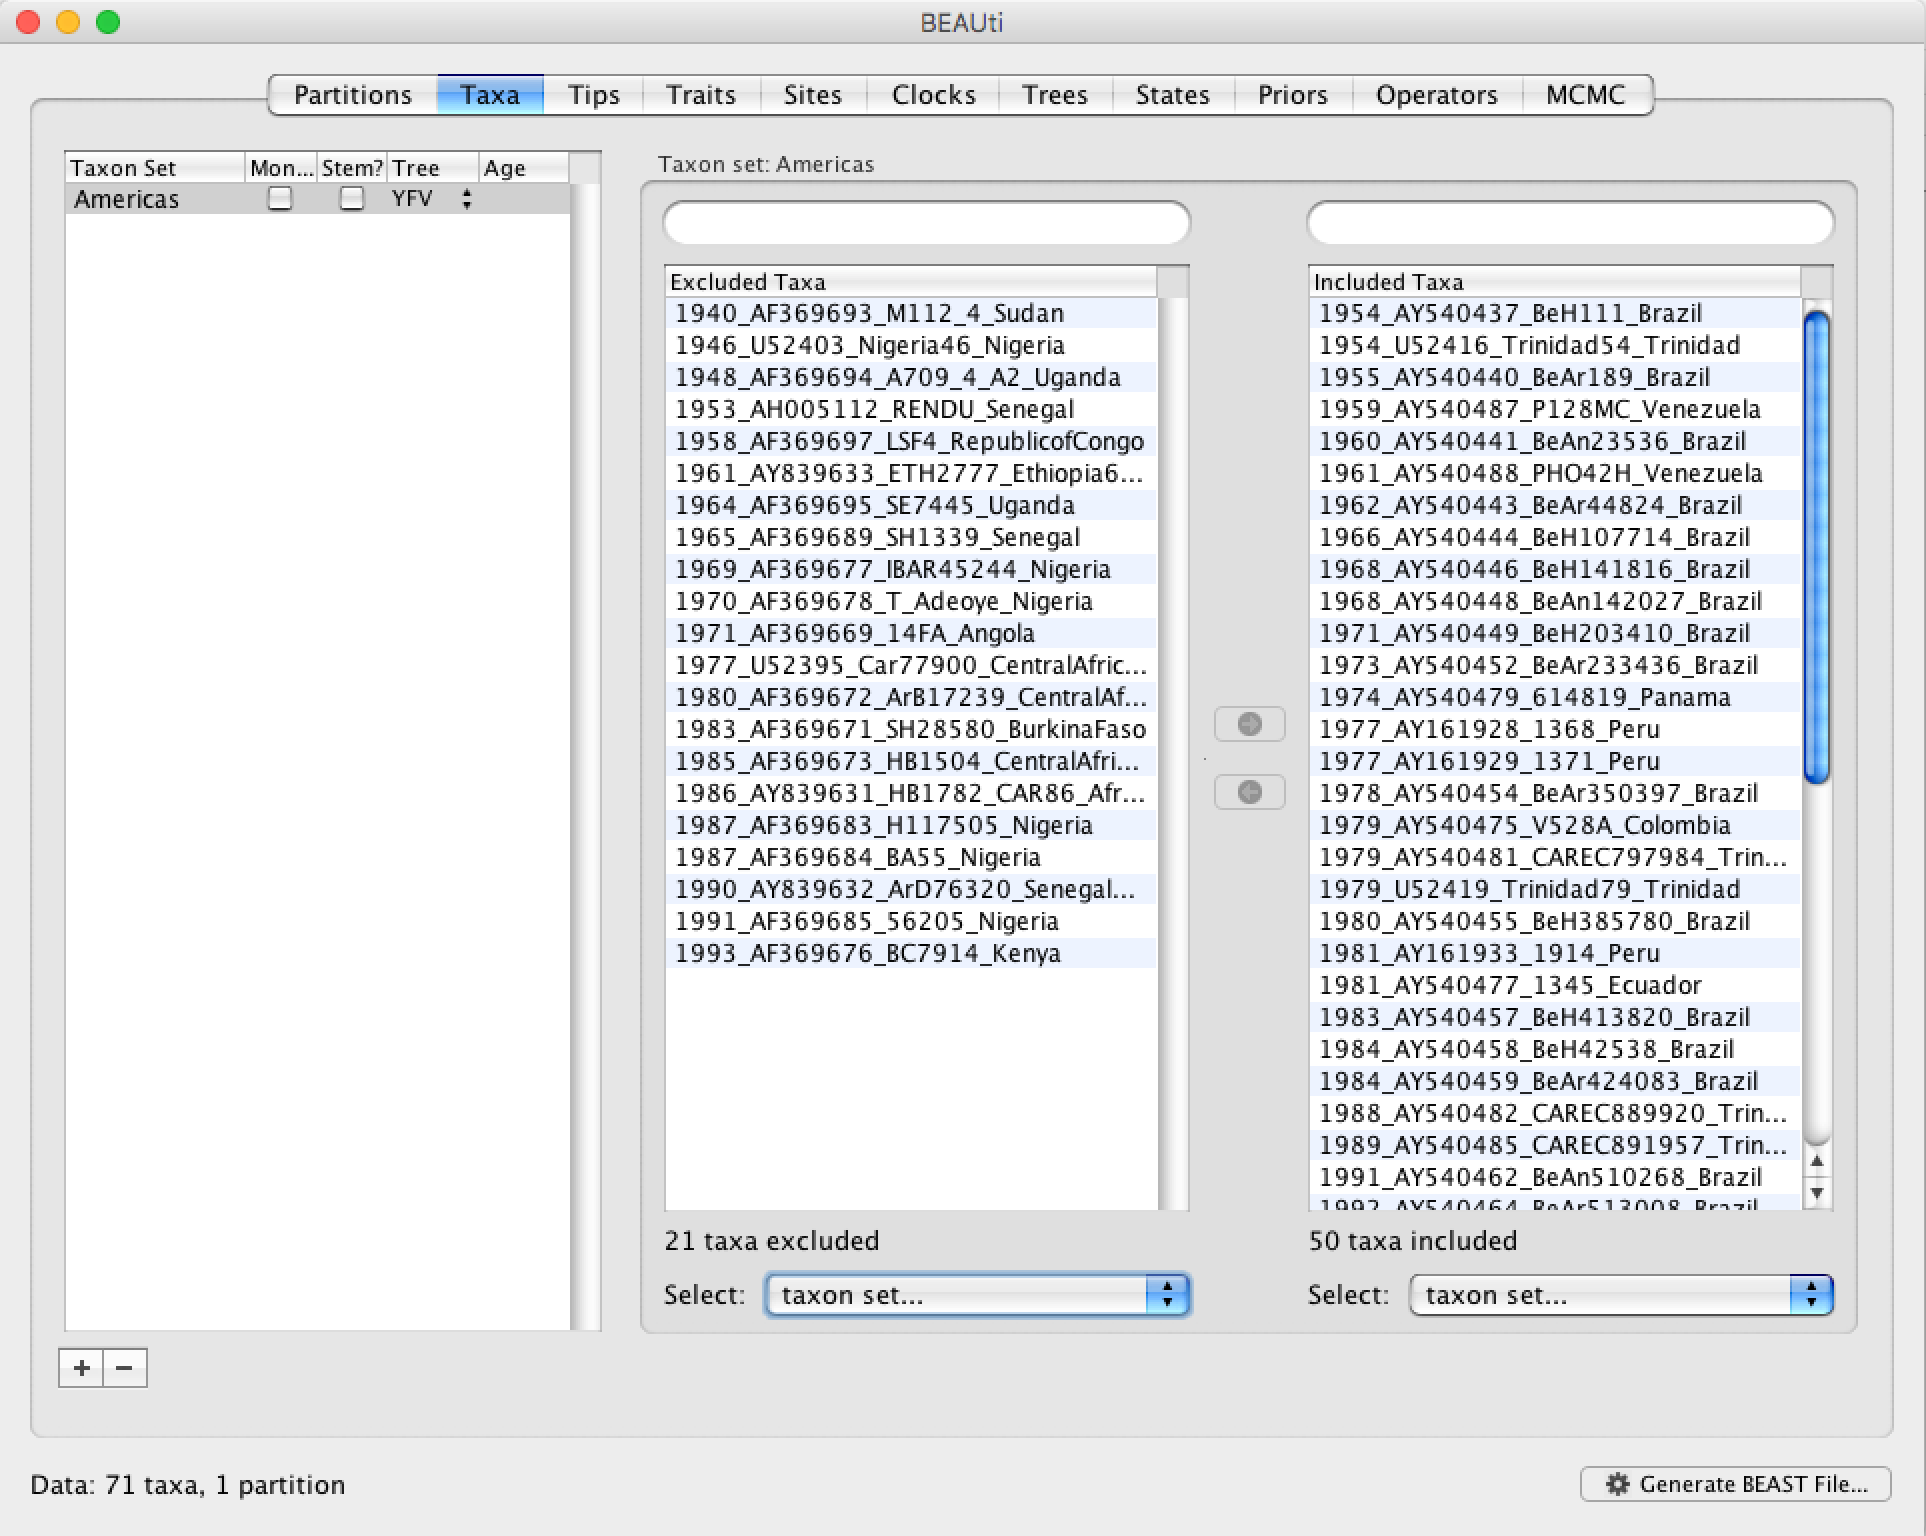 BEAUti
Partitions Taxa Tips Traits Sites Clocks Trees States Priors Operators MCMC
Taxon Set Mon... Stem? Tree Age
Americas YFV
Taxon set: Americas
Excluded Taxa
1940_AF369693_M112_4_Sudan
1946_U52403_Nigeria46_Nigeria
1948_AF369694_A709_4_A2_Uganda
1953_AH005112_RENDU_Senegal
1958_AF369697_LSF4_RepublicofCongo
1961_AY839633_ETH2777_Ethiopia6...
1964_AF369695_SE7445_Uganda
1965_AF369689_SH1339_Senegal
1969_AF369677_IBAR45244_Nigeria
1970_AF369678_T_Adeoye_Nigeria
1971_AF369669_14FA_Angola
1977_U52395_Car77900_CentralAfric...
1980_AF369672_ArB17239_CentralAf...
1983_AF369671_SH28580_BurkinaFaso
1985_AF369673_HB1504_CentralAfri...
1986_AY839631_HB1782_CAR86_Afr...
1987_AF369683_H117505_Nigeria
1987_AF369684_BA55_Nigeria
1990_AY839632_ArD76320_Senegal...
1991_AF369685_56205_Nigeria
1993_AF369676_BC7914_Kenya
21 taxa excluded
Select: taxon set...
Included Taxa
1954_AY540437_BeH111_Brazil
1954_U52416_Trinidad54_Trinidad
1955_AY540440_BeAr189_Brazil
1959_AY540487_P128MC_Venezuela
1960_AY540441_BeAn23536_Brazil
1961_AY540488_PHO42H_Venezuela
1962_AY540443_BeAr44824_Brazil
1966_AY540444_BeH107714_Brazil
1968_AY540446_BeH141816_Brazil
1968_AY540448_BeAn142027_Brazil
1971_AY540449_BeH203410_Brazil
1973_AY540452_BeAr233436_Brazil
1974_AY540479_614819_Panama
1977_AY161928_1368_Peru
1977_AY161929_1371_Peru
1978_AY540454_BeAr350397_Brazil
1979_AY540475_V528A_Colombia
1979_AY540481_CAREC797984_Trin...
1979_U52419_Trinidad79_Trinidad
1980_AY540455_BeH385780_Brazil
1981_AY161933_1914_Peru
1981_AY540477_1345_Ecuador
1983_AY540457_BeH413820_Brazil
1984_AY540458_BeH42538_Brazil
1984_AY540459_BeAr424083_Brazil
1988_AY540482_CAREC889920_Trin...
1989_AY540485_CAREC891957_Trin...
1991_AY540462_BeAn510268_Brazil
1992_AY540464_BeAr513008_Brazil
50 taxa included
Select: taxon set...
+ −
Data: 71 taxa, 1 partition
Generate BEAST File...